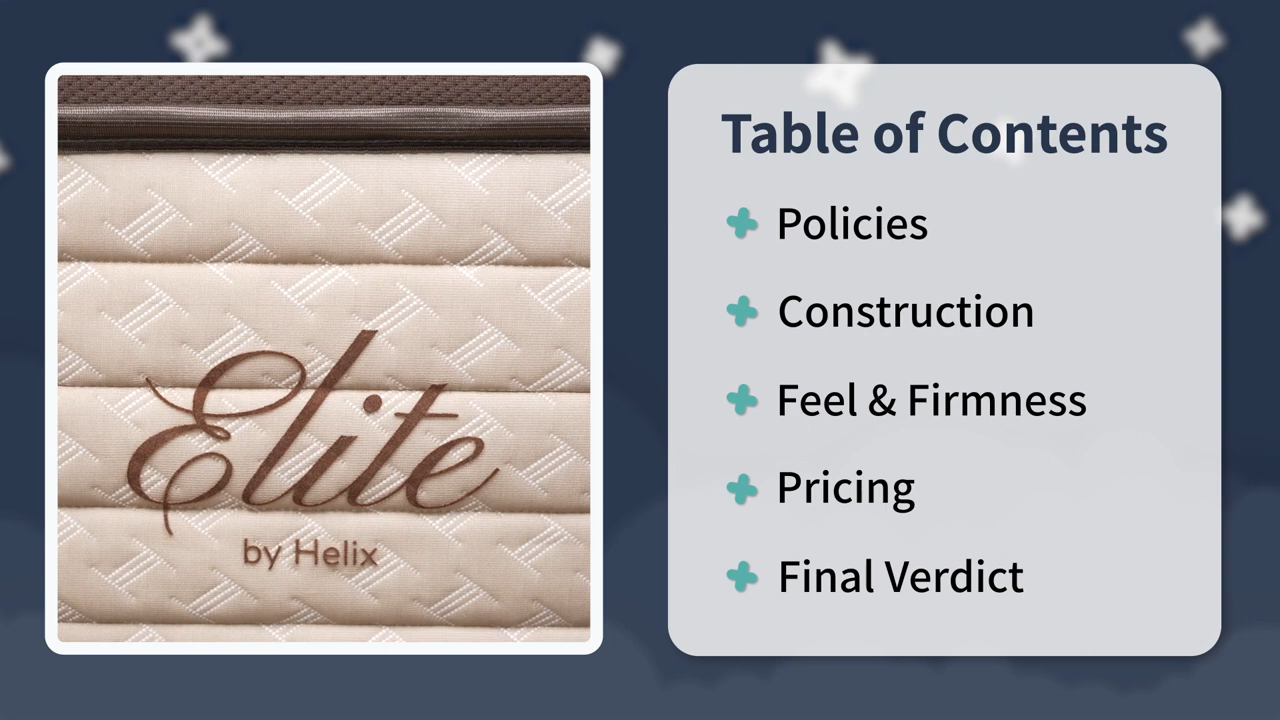 Elite
by Helix
Table of Contents
Policies
Construction
Feel & Firmness
Pricing
Final Verdict